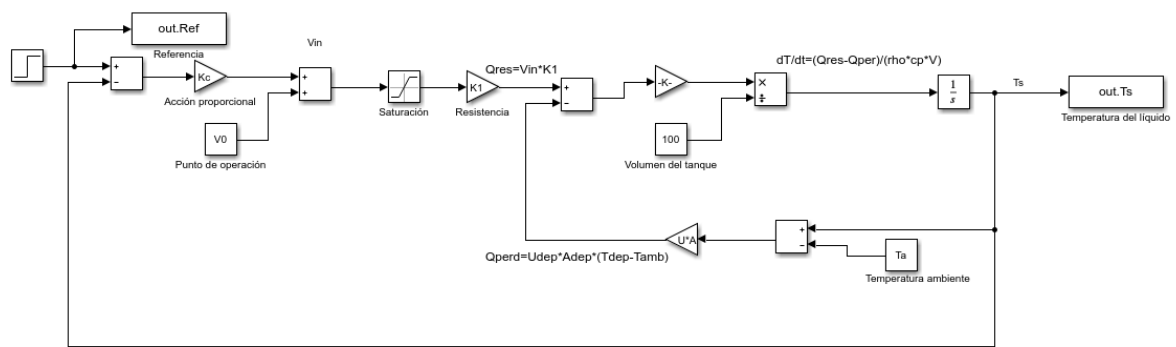 out.Ref
Referencia
Vin
+
−
Kc
Acción proporcional
+
+
V0
Punto de operación
Saturación
Qres=Vin*K1
K1
Resistencia
+
−
-K-
dT/dt=(Qres-Qper)/(rho*cp*V)
×
÷
100
Volumen del tanque
1
s
Ts
out.Ts
Temperatura del líquido
U*A
+
−
Ta
Temperatura ambiente
Qperd=Udep*Adep*(Tdep-Tamb)